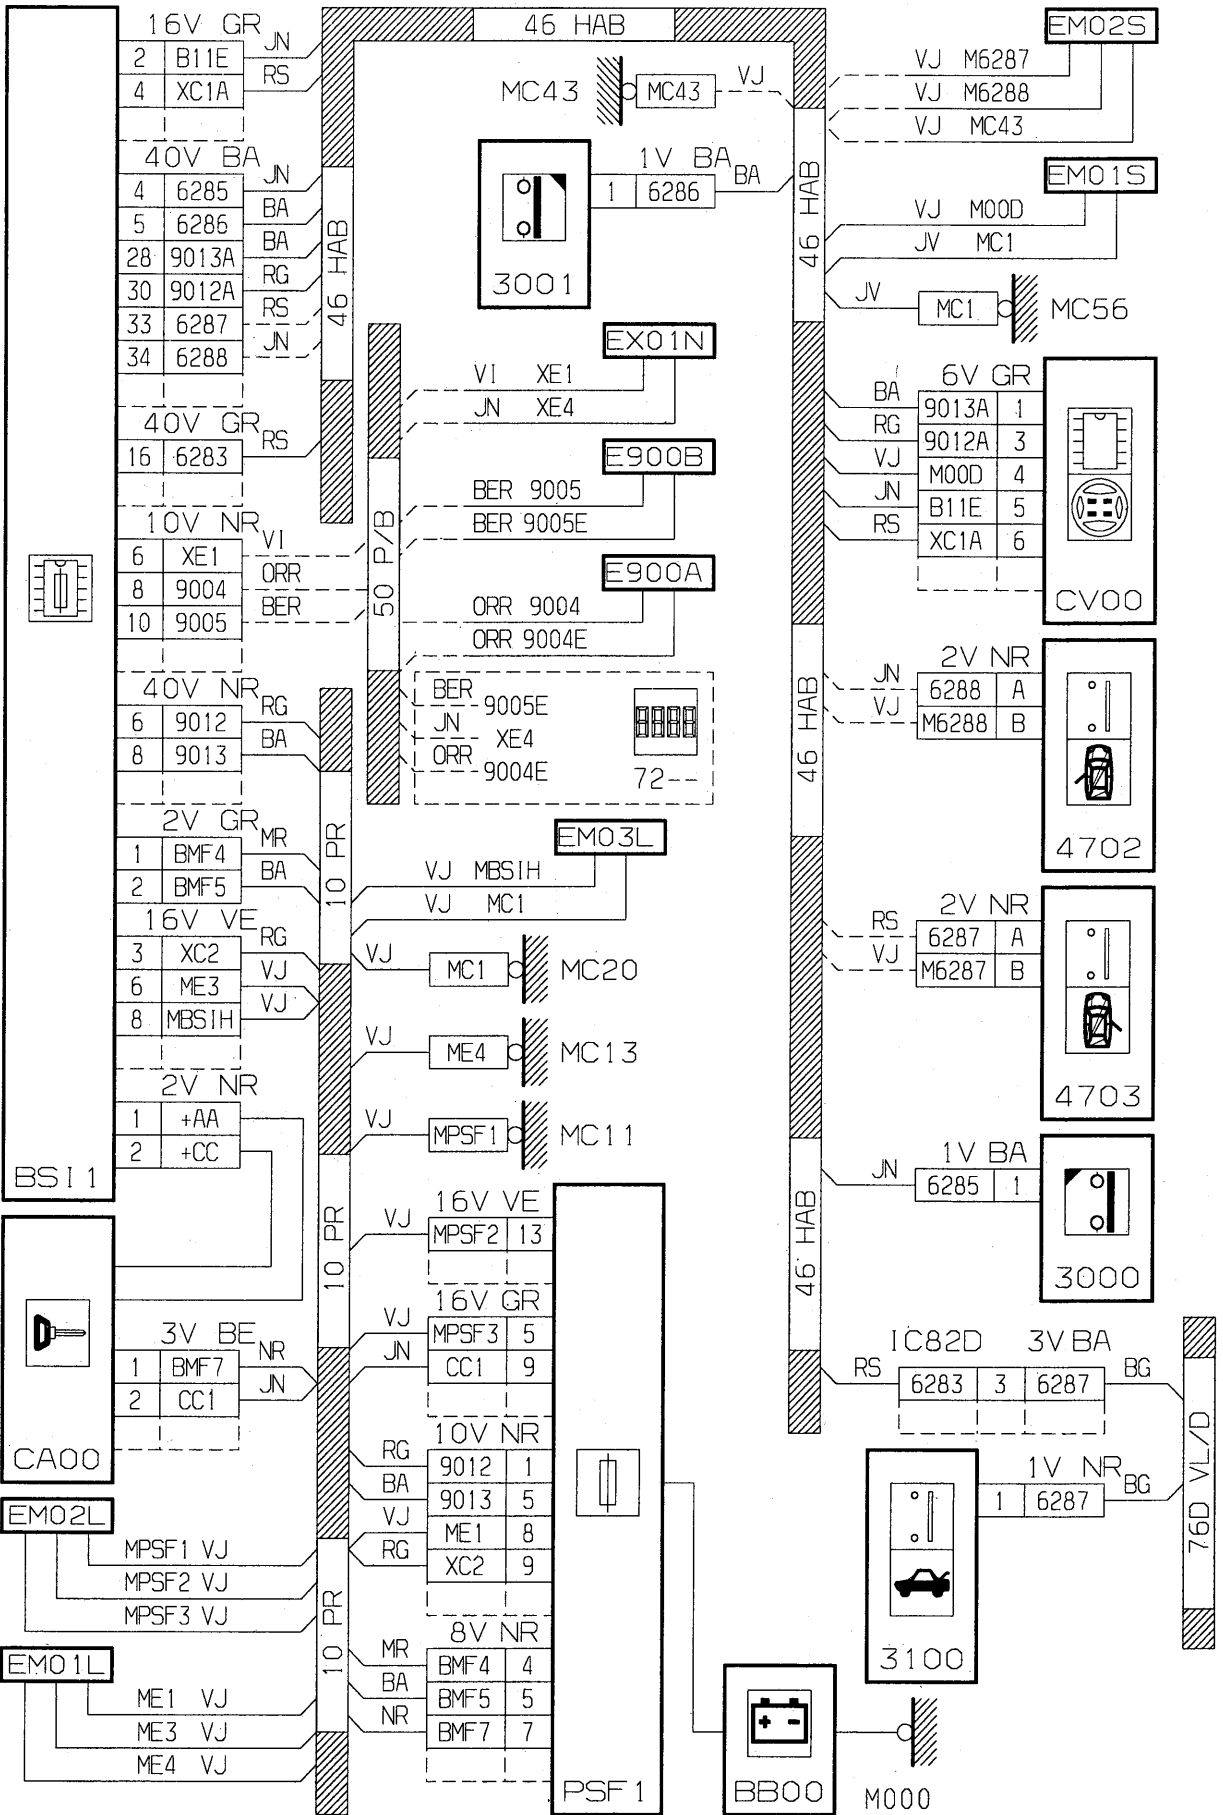 16V GR
2 B11E JN
4 XC1A RS
40V BA
4 6285 JN
5 6286 BA
28 9013A BA
30 9012A RG
33 6287 RS
34 6288 JN
40V GR
16 6283 RS
10V NR
6 XE1 VI
8 9004 ORR
10 9005 BER
40V NR
6 9012 RG
8 9013 BA
2V GR
1 BMF4 MR
2 BMF5 BA
16V VE
3 XC2 RG
6 ME3 VJ
8 MBSIH VJ
2V NR
1 +AA
2 +CC
BSI1
3V BE
1 BMF7 NR
2 CC1 JN
CA00
EM02L
MPSF1 VJ
MPSF2 VJ
MPSF3 VJ
EM01L
ME1 VJ
ME3 VJ
ME4 VJ
46 HAB
46 HAB
10 PR
10 PR
10 PR
50 P/B
MC43 MC43 VJ
1V BA
1 6286 BA
3001
EX01N
VI XE1
JN XE4
E900B
BER 9005
BER 9005E
E900A
ORR 9004
ORR 9004E
BER 9005E
JN XE4
ORR 9004E
72--
EM03L
VJ MBSIH
VJ MC1
VJ MC1 MC20
VJ ME4 MC13
VJ MPSF1 MC11
16V VE
VJ MPSF2 13
16V GR
VJ MPSF3 5
JN CC1 9
10V NR
RG 9012 1
BA 9013 5
VJ ME1 8
RG XC2 9
8V NR
MR BMF4 4
BA BMF5 5
NR BMF7 7
PSF1
BB00
M000
46 HAB
46 HAB
46 HAB
EM02S
VJ M6287
VJ M6288
VJ MC43
EM01S
VJ M00D
JV MC1
JV MC1 MC56
6V GR
BA 9013A 1
RG 9012A 3
VJ M00D 4
JN B11E 5
RS XC1A 6
CV00
2V NR
JN 6288 A
VJ M6288 B
4702
2V NR
RS 6287 A
VJ M6287 B
4703
1V BA
JN 6285 1
3000
IC82D 3V BA
RS 6283 3 6287 BG
1V NR
1 6287 BG
3100
76D VL/D